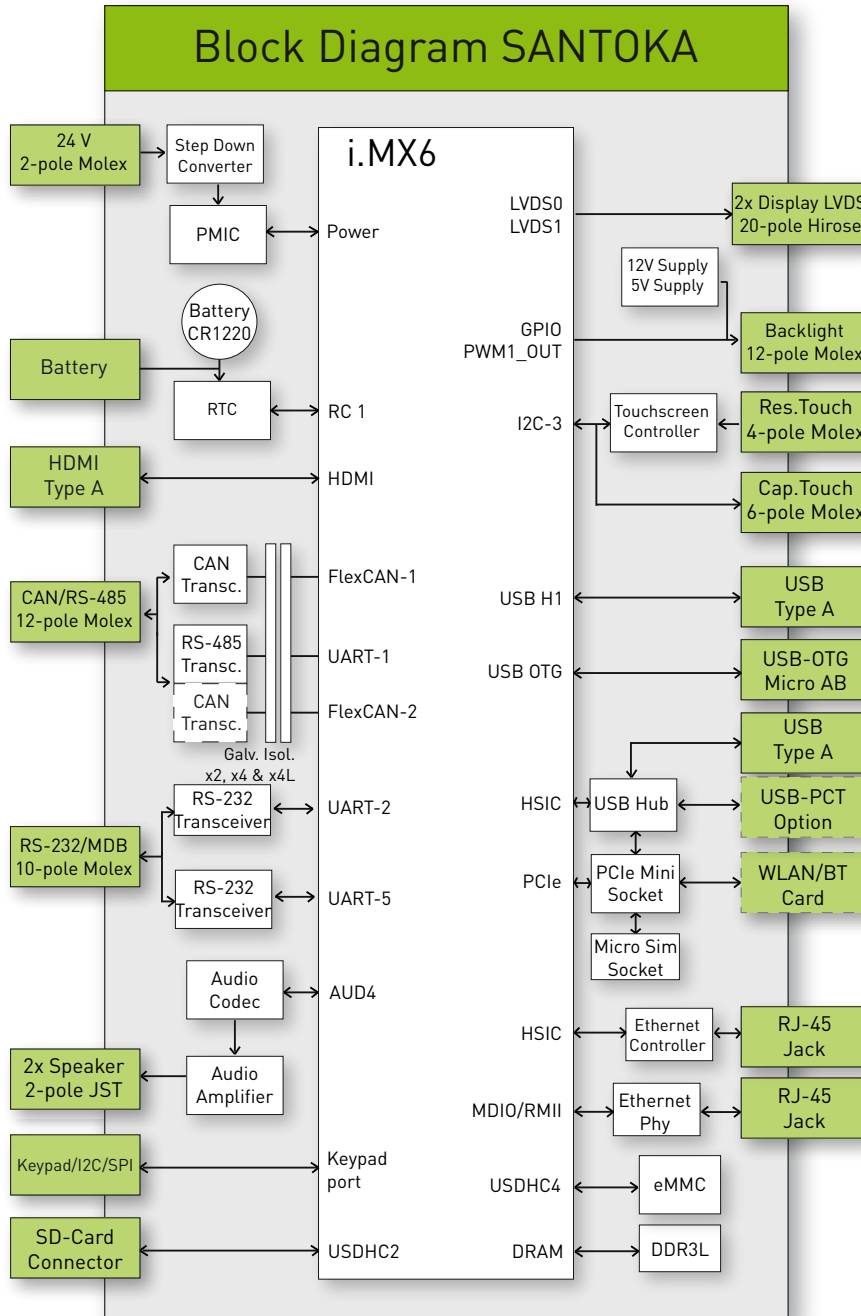 Block Diagram SANTOKA
24 V
2-pole Molex
Step Down
Converter
PMIC
Battery
CR1220
Battery
RTC
HDMI
Type A
CAN
Transc.
CAN/RS-485
12-pole Molex
RS-485
Transc.
CAN
Transc.
Galv. Isol.
x2, x4 & x4L
RS-232
Transceiver
RS-232/MDB
10-pole Molex
RS-232
Transceiver
Audio
Codec
2x Speaker
2-pole JST
Audio
Amplifier
Keypad/I2C/SPI
SD-Card
Connector
i.MX6
Power
RC 1
HDMI
FlexCAN-1
UART-1
FlexCAN-2
UART-2
UART-5
AUD4
Keypad
port
USDHC2
LVDS0
LVDS1
GPIO
PWM1_OUT
I2C-3
USB H1
USB OTG
HSIC
PCIe
HSIC
MDIO/RMII
USDHC4
DRAM
12V Supply
5V Supply
Touchscreen
Controller
USB Hub
PCIe Mini
Socket
Micro Sim
Socket
Ethernet
Controller
Ethernet
Phy
eMMC
DDR3L
2x Display LVDS
20-pole Hirose
Backlight
12-pole Molex
Res.Touch
4-pole Molex
Cap.Touch
6-pole Molex
USB
Type A
USB-OTG
Micro AB
USB
Type A
USB-PCT
Option
WLAN/BT
Card
RJ-45
Jack
RJ-45
Jack